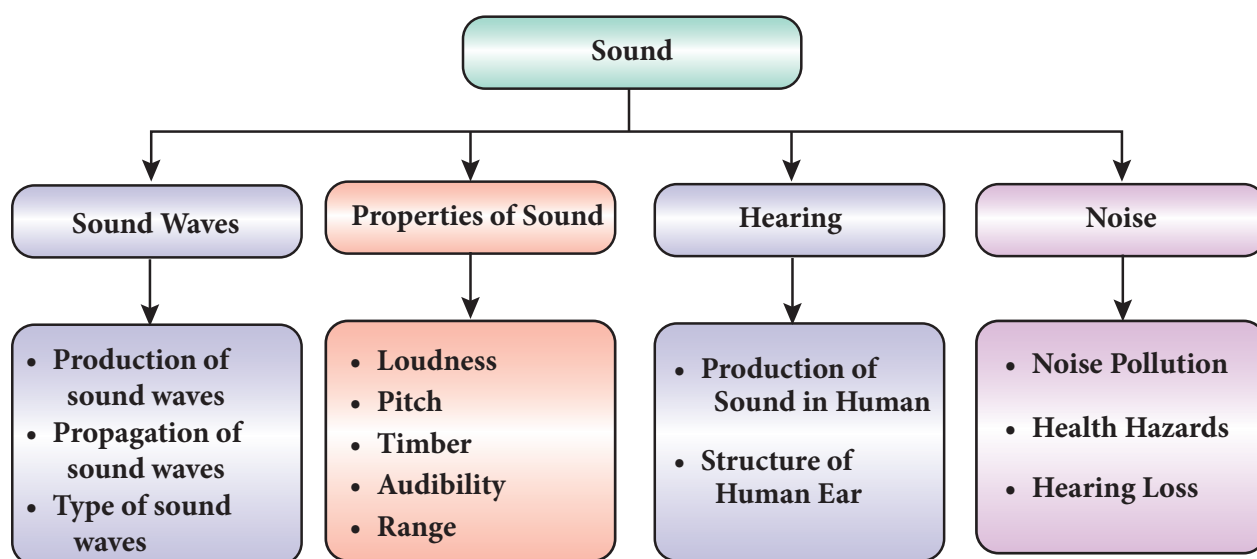 Sound
Sound Waves
Properties of Sound
Hearing
Noise
• Production of
sound waves
• Propagation of
sound waves
• Type of sound
waves
• Loudness
• Pitch
• Timber
• Audibility
• Range
• Production of
Sound in Human
• Structure of
Human Ear
• Noise Pollution
• Health Hazards
• Hearing Loss